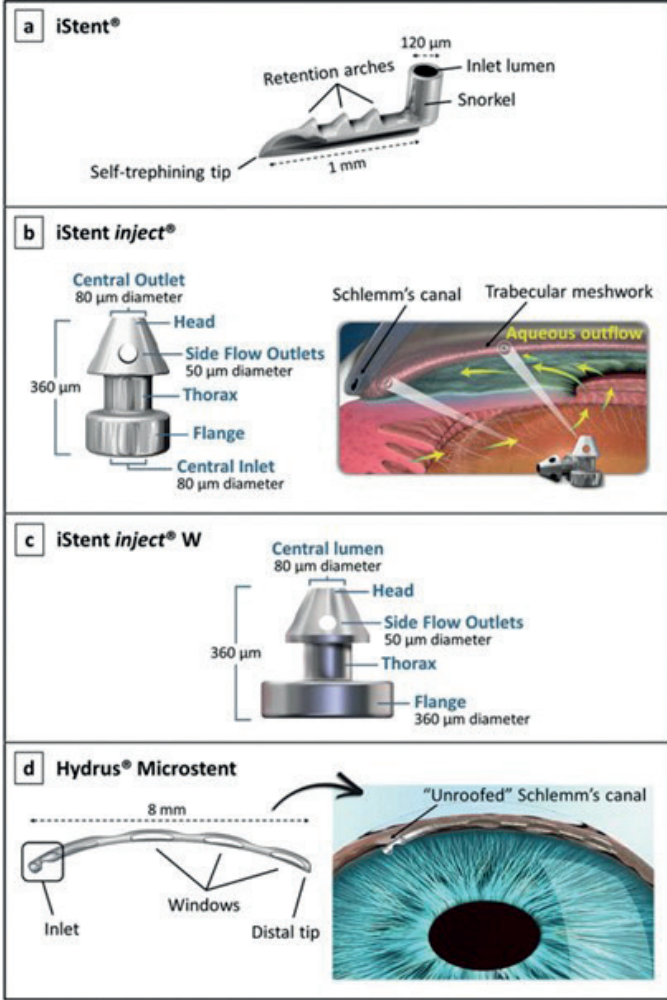 a iStent®
120 µm
Retention arches
Inlet lumen
Snorkel
Self-trephining tip
1 mm
b iStent inject®
Central Outlet
80 µm diameter
Head
Side Flow Outlets
50 µm diameter
360 µm
Thorax
Flange
Central Inlet
80 µm diameter
Schlemm's canal
Trabecular meshwork
Aqueous outflow
c iStent inject® W
Central lumen
80 µm diameter
Head
Side Flow Outlets
50 µm diameter
360 µm
Thorax
Flange
360 µm diameter
d Hydrus® Microstent
8 mm
Windows
Inlet
Distal tip
"Unroofed" Schlemm's canal